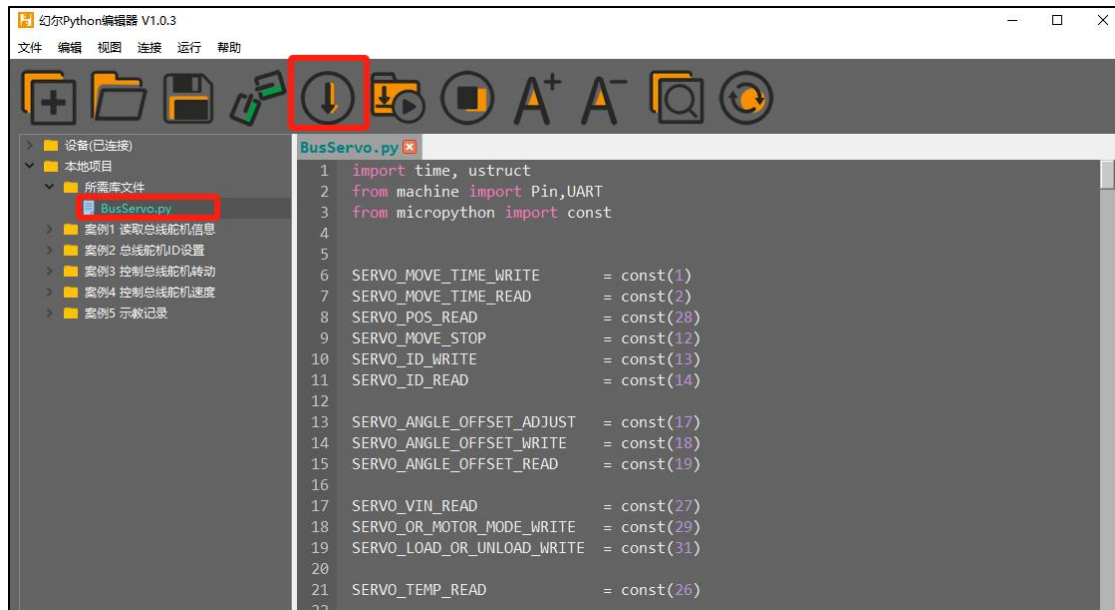 幻尔Python编辑器 V1.0.3
文件 编辑 视图 连接 运行 帮助
设备(已连接)
本地项目
所需库文件
BusServo.py
案例1 读取总线舵机信息
案例2 总线舵机ID设置
案例3 控制总线舵机转动
案例4 控制总线舵机速度
案例5 示教记录
BusServo.py
1 import time, ustruct
2 from machine import Pin,UART
3 from micropython import const
4
5
6 SERVO_MOVE_TIME_WRITE = const(1)
7 SERVO_MOVE_TIME_READ = const(2)
8 SERVO_POS_READ = const(28)
9 SERVO_MOVE_STOP = const(12)
10 SERVO_ID_WRITE = const(13)
11 SERVO_ID_READ = const(14)
12
13 SERVO_ANGLE_OFFSET_ADJUST = const(17)
14 SERVO_ANGLE_OFFSET_WRITE = const(18)
15 SERVO_ANGLE_OFFSET_READ = const(19)
16
17 SERVO_VIN_READ = const(27)
18 SERVO_OR_MOTOR_MODE_WRITE = const(29)
19 SERVO_LOAD_OR_UNLOAD_WRITE = const(31)
20
21 SERVO_TEMP_READ = const(26)
22